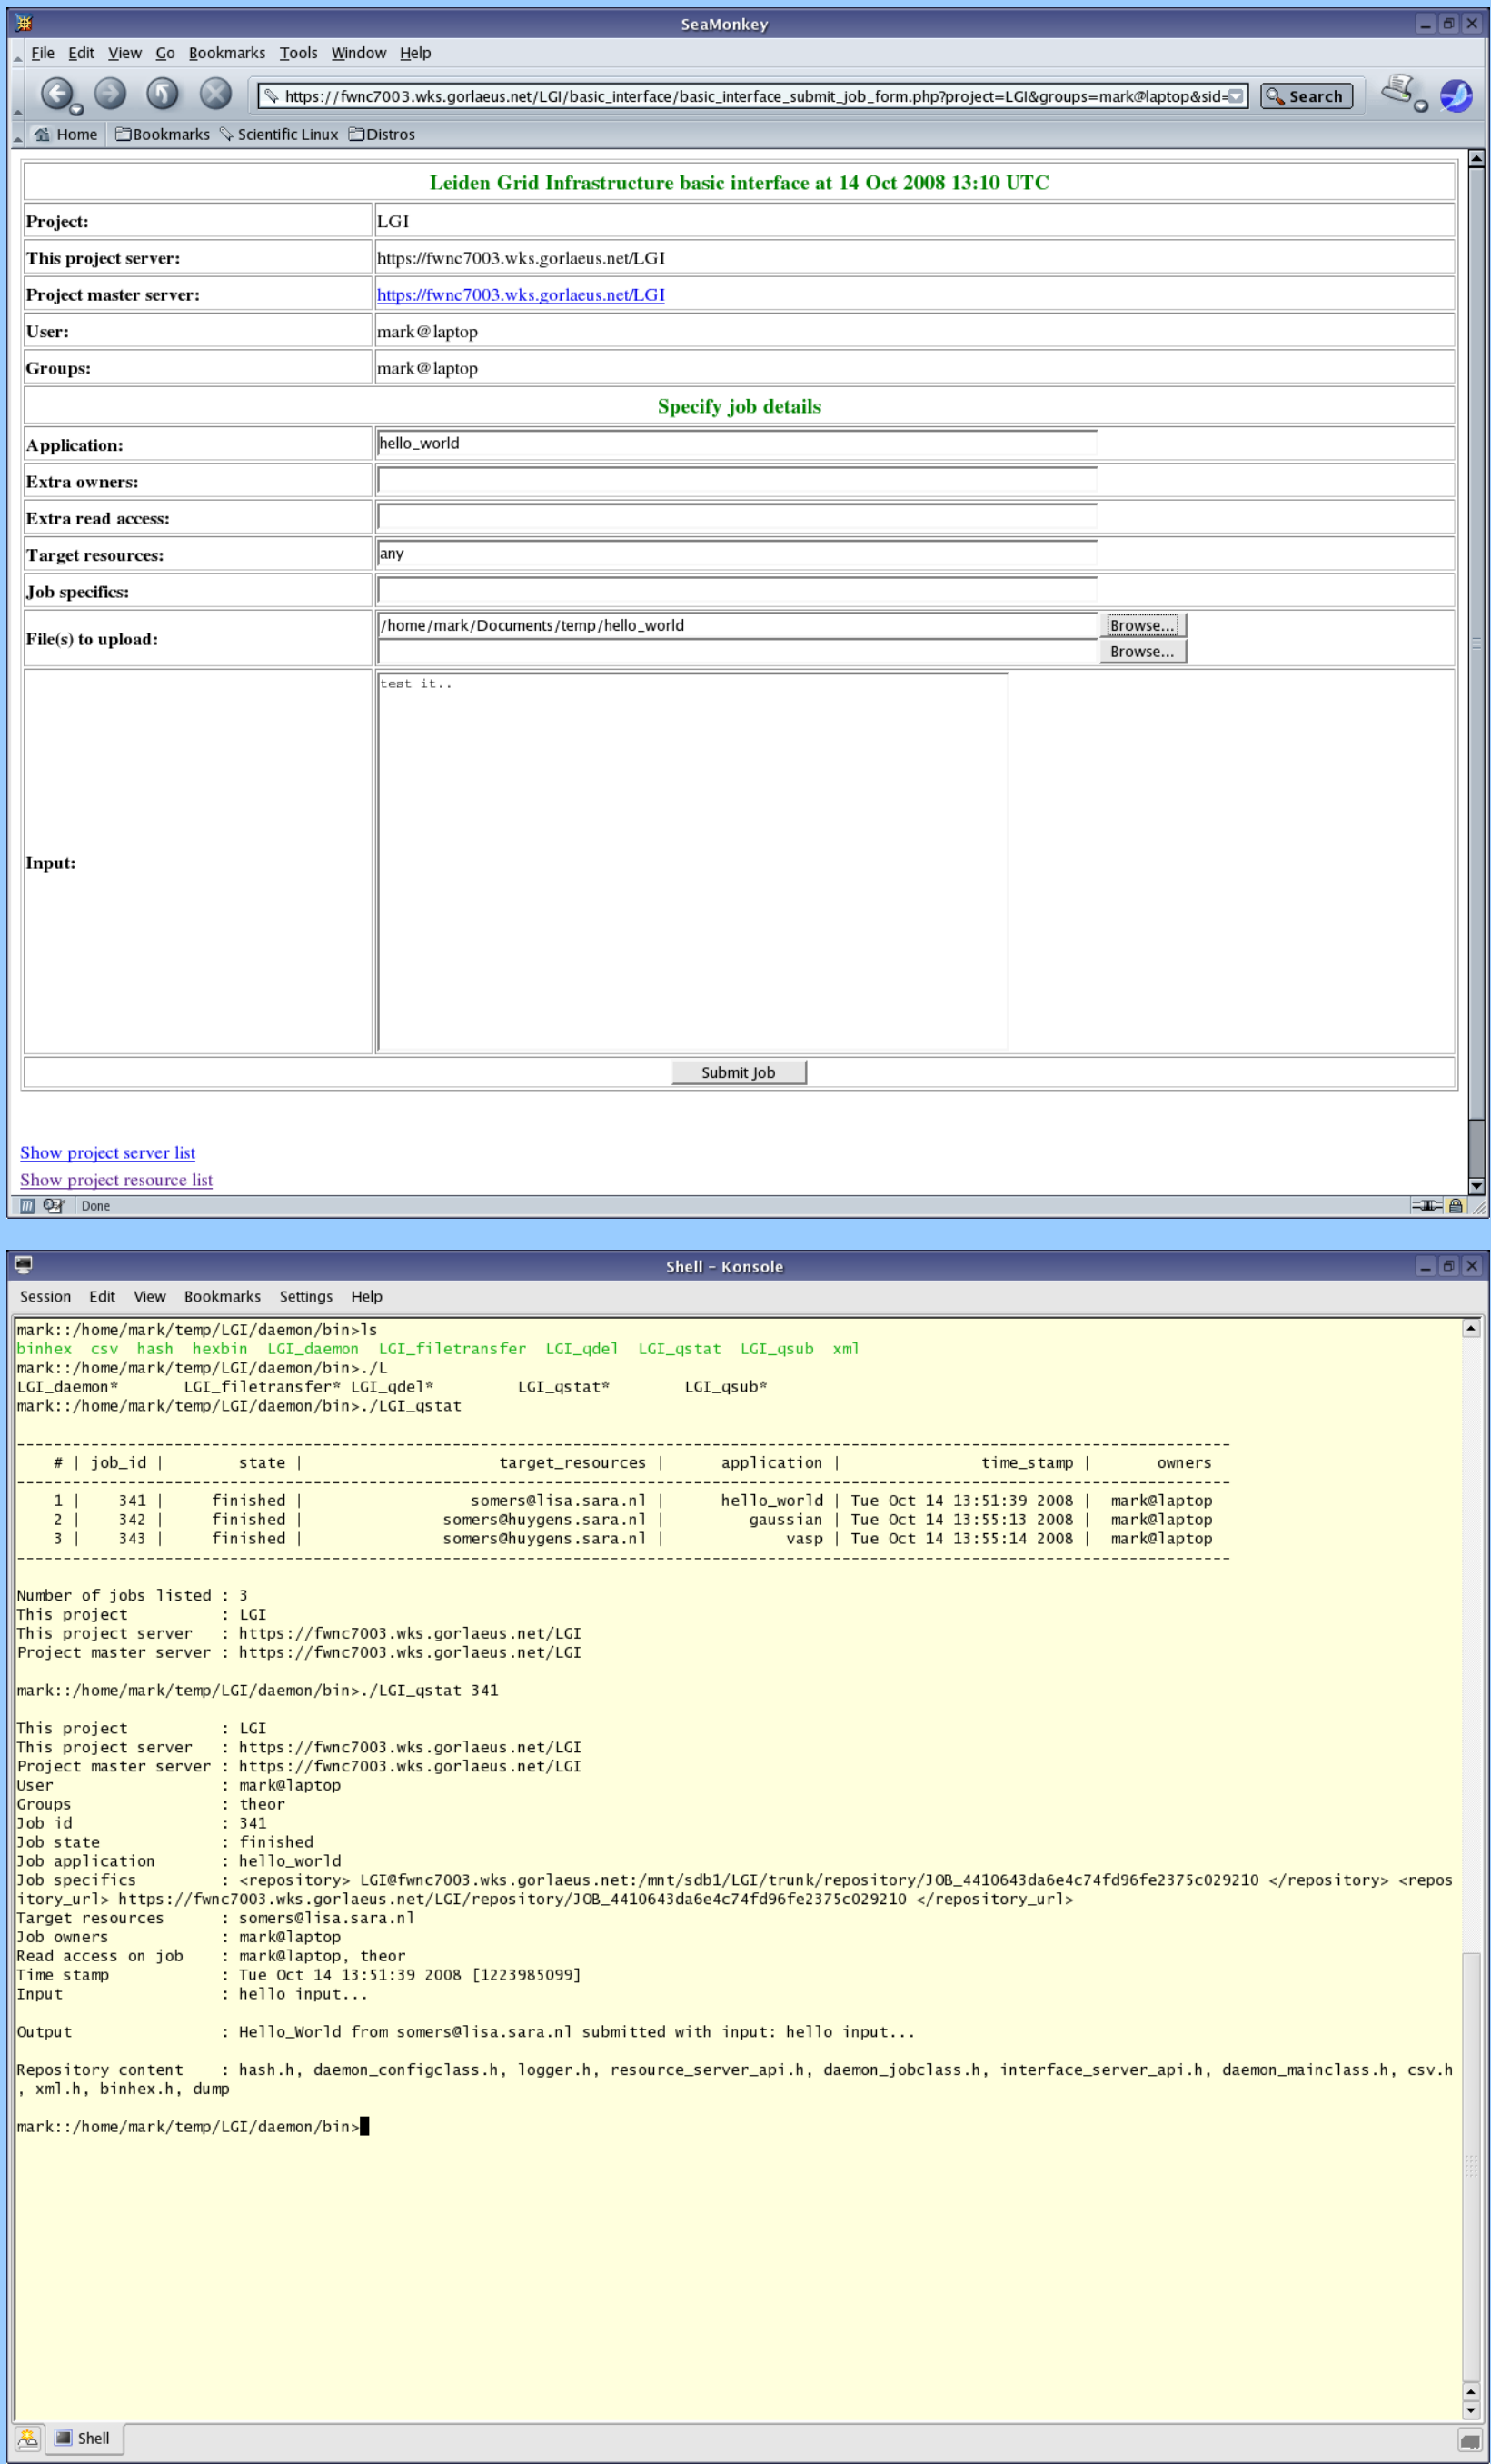 SeaMonkey
File Edit View Go Bookmarks Tools Window Help
https://fwnc7003.wks.gorlaeus.net/LGI/basic_interface/basic_interface_submit_job_form.php?project=LGI&groups=mark@laptop&sid= Search
Home Bookmarks Scientific Linux Distros
Leiden Grid Infrastructure basic interface at 14 Oct 2008 13:10 UTC
Project: LGI
This project server: https://fwnc7003.wks.gorlaeus.net/LGI
Project master server: https://fwnc7003.wks.gorlaeus.net/LGI
User: mark@laptop
Groups: mark@laptop
Specify job details
Application: hello_world
Extra owners:
Extra read access:
Target resources: any
Job specifics:
File(s) to upload: /home/mark/Documents/temp/hello_world Browse...
Browse...
Input: test it..
Submit Job
Show project server list
Show project resource list
Done
Shell - Konsole
Session Edit View Bookmarks Settings Help
mark::/home/mark/temp/LGI/daemon/bin>ls
binhex csv hash hexbin LGI_daemon LGI_filetransfer LGI_qdel LGI_qstat LGI_qsub xml
mark::/home/mark/temp/LGI/daemon/bin>./L
LGI_daemon* LGI_filetransfer* LGI_qdel* LGI_qstat* LGI_qsub*
mark::/home/mark/temp/LGI/daemon/bin>./LGI_qstat
# | job_id | state | target_resources | application | time_stamp | owners
1 | 341 | finished | somers@lisa.sara.nl | hello_world | Tue Oct 14 13:51:39 2008 | mark@laptop
2 | 342 | finished | somers@huygens.sara.nl | gaussian | Tue Oct 14 13:55:13 2008 | mark@laptop
3 | 343 | finished | somers@huygens.sara.nl | vasp | Tue Oct 14 13:55:14 2008 | mark@laptop
Number of jobs listed : 3
This project : LGI
This project server : https://fwnc7003.wks.gorlaeus.net/LGI
Project master server : https://fwnc7003.wks.gorlaeus.net/LGI
mark::/home/mark/temp/LGI/daemon/bin>./LGI_qstat 341
This project : LGI
This project server : https://fwnc7003.wks.gorlaeus.net/LGI
Project master server : https://fwnc7003.wks.gorlaeus.net/LGI
User : mark@laptop
Groups : theor
Job id : 341
Job state : finished
Job application : hello_world
Job specifics : <repository> LGI@fwnc7003.wks.gorlaeus.net:/mnt/sdb1/LGI/trunk/repository/JOB_4410643da6e4c74fd96fe2375c029210 </repository> <repos
itory_url> https://fwnc7003.wks.gorlaeus.net/LGI/repository/JOB_4410643da6e4c74fd96fe2375c029210 </repository_url>
Target resources : somers@lisa.sara.nl
Job owners : mark@laptop
Read access on job : mark@laptop, theor
Time stamp : Tue Oct 14 13:51:39 2008 [1223985099]
Input : hello input...
Output : Hello_World from somers@lisa.sara.nl submitted with input: hello input...
Repository content : hash.h, daemon_configclass.h, logger.h, resource_server_api.h, daemon_jobclass.h, interface_server_api.h, daemon_mainclass.h, csv.h
, xml.h, binhex.h, dump
mark::/home/mark/temp/LGI/daemon/bin>
Shell